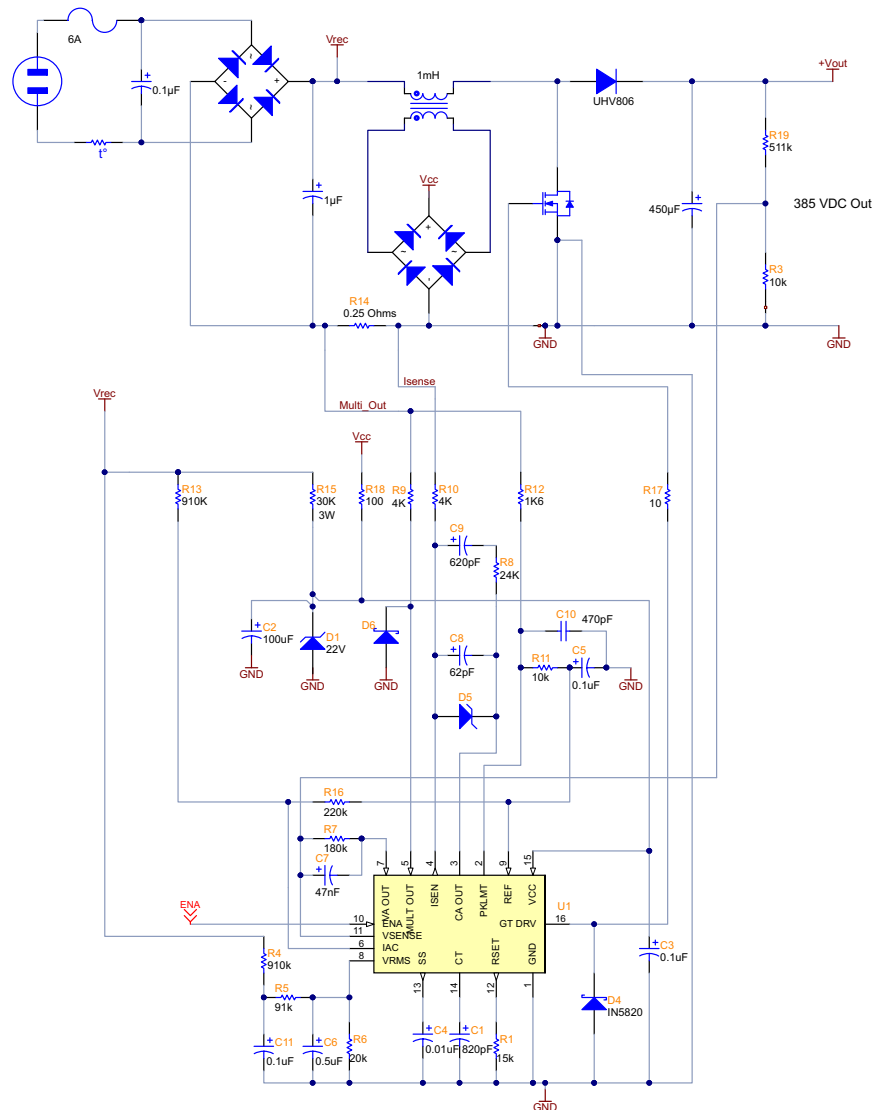 6A
0.1µF
t°
~
-
+
~
Vrec
1mH
1µF
Vcc
+
~
~
-
UHV806
+Vout
R19
511k
450µF
385 VDC Out
R3
10k
R14
0.25 Ohms
GND
GND
Isense
Multi_Out
Vrec
Vcc
R13
910K
R15
30K
3W
R18
100
R9
4K
R10
4K
R12
1K6
R17
10
C9
620pF
R8
24K
C2
100uF
D1
22V
D6
C8
62pF
C10
470pF
R11
10k
C5
0.1uF
GND
GND
GND
GND
D5
R16
220k
R7
180k
C7
47nF
7
5
4
3
2
9
15
VA OUT
MULT OUT
ISEN
CA OUT
PKLMT
REF
VCC
U1
ENA
10
ENA
11
VSENSE
6
IAC
8
VRMS
GT DRV
16
SS
CT
RSET
GND
13
14
12
1
R4
910k
R5
91k
C11
0.1uF
C6
0.5uF
R6
20k
C4
0.01uF
C1
820pF
R1
15k
D4
IN5820
C3
0.1uF
GND